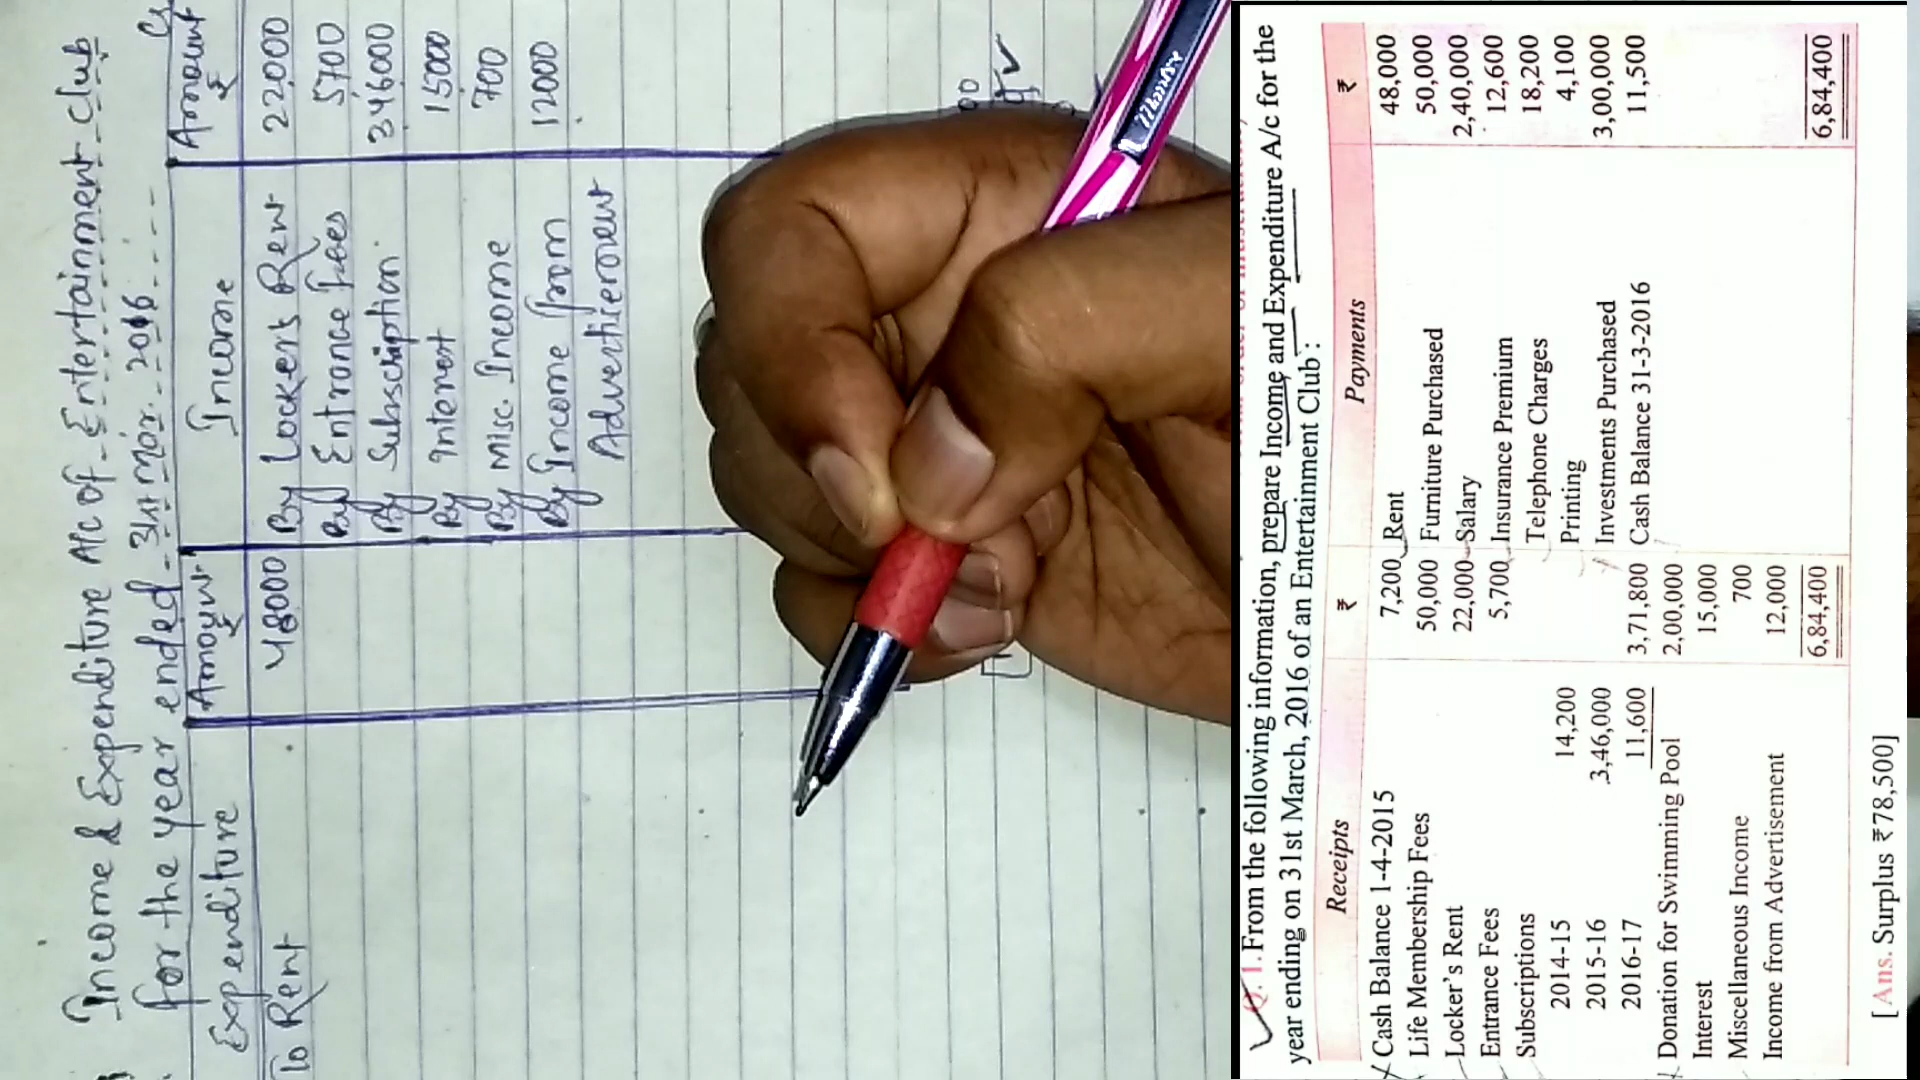 Income & Expenditure A/c of Entertainment Club
for the year ended 31st Mar. 2016
Cr
Expenditure Amount ₹ Income Amount ₹
To Rent 48000 By Locker's Rent 22000
By Entrance Fees 5700
By Subscription 346000
By Interest 15000
By Misc. Income 700
By Income from 12000
Advertisement
Q.1. From the following information, prepare Income and Expenditure A/c for the
year ending on 31st March, 2016 of an Entertainment Club :
Receipts ₹ Payments ₹
Cash Balance 1-4-2015 7,200 Rent 48,000
Life Membership Fees 50,000 Furniture Purchased 50,000
Locker's Rent 22,000 Salary 2,40,000
Entrance Fees 5,700 Insurance Premium 12,600
Subscriptions Telephone Charges 18,200
2014-15 14,200 Printing 4,100
2015-16 3,46,000 Investments Purchased 3,00,000
2016-17 11,600 3,71,800 Cash Balance 31-3-2016 11,500
Donation for Swimming Pool 2,00,000
Interest 15,000
Miscellaneous Income 700
Income from Advertisement 12,000
6,84,400 6,84,400
[Ans. Surplus ₹78,500]